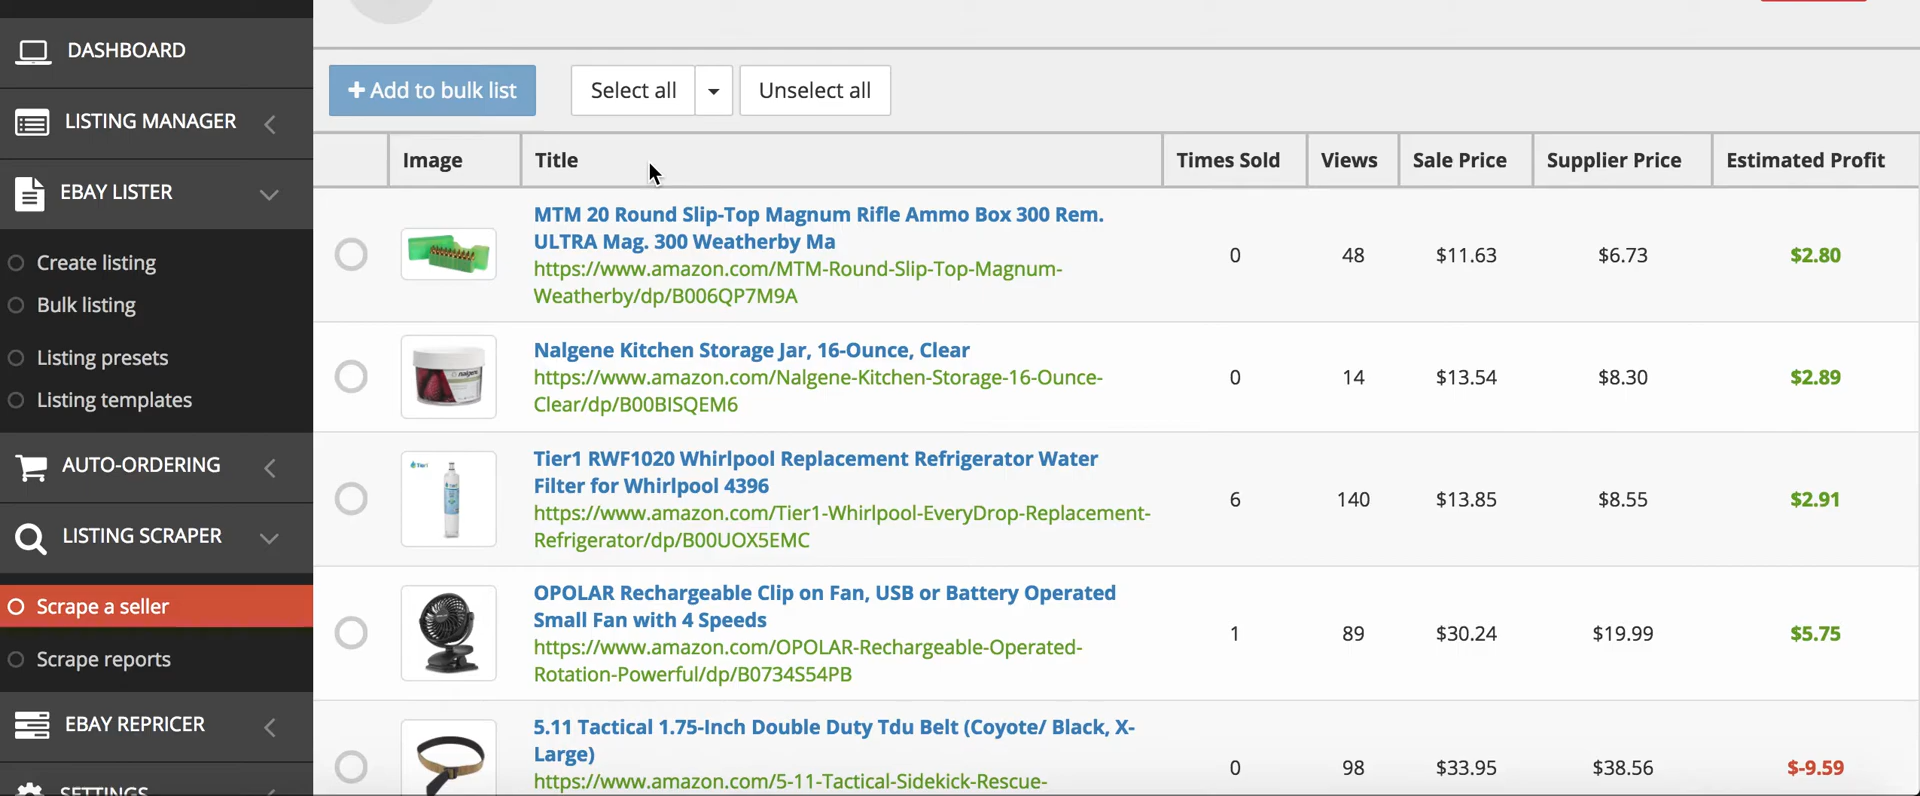 DASHBOARD
LISTING MANAGER
EBAY LISTER
Create listing
Bulk listing
Listing presets
Listing templates
AUTO-ORDERING
LISTING SCRAPER
Scrape a seller
Scrape reports
EBAY REPRICER
SETTINGS
+ Add to bulk list
Select all
Unselect all
Image Title Times Sold Views Sale Price Supplier Price Estimated Profit
MTM 20 Round Slip-Top Magnum Rifle Ammo Box 300 Rem.
ULTRA Mag. 300 Weatherby Ma
https://www.amazon.com/MTM-Round-Slip-Top-Magnum-
Weatherby/dp/B006QP7M9A
0 48 $11.63 $6.73 $2.80
Nalgene Kitchen Storage Jar, 16-Ounce, Clear
https://www.amazon.com/Nalgene-Kitchen-Storage-16-Ounce-
Clear/dp/B00BISQEM6
0 14 $13.54 $8.30 $2.89
Tier1 RWF1020 Whirlpool Replacement Refrigerator Water
Filter for Whirlpool 4396
https://www.amazon.com/Tier1-Whirlpool-EveryDrop-Replacement-
Refrigerator/dp/B00UOX5EMC
6 140 $13.85 $8.55 $2.91
OPOLAR Rechargeable Clip on Fan, USB or Battery Operated
Small Fan with 4 Speeds
https://www.amazon.com/OPOLAR-Rechargeable-Operated-
Rotation-Powerful/dp/B0734S54PB
1 89 $30.24 $19.99 $5.75
5.11 Tactical 1.75-Inch Double Duty Tdu Belt (Coyote/ Black, X-
Large)
https://www.amazon.com/5-11-Tactical-Sidekick-Rescue-
0 98 $33.95 $38.56 $-9.59